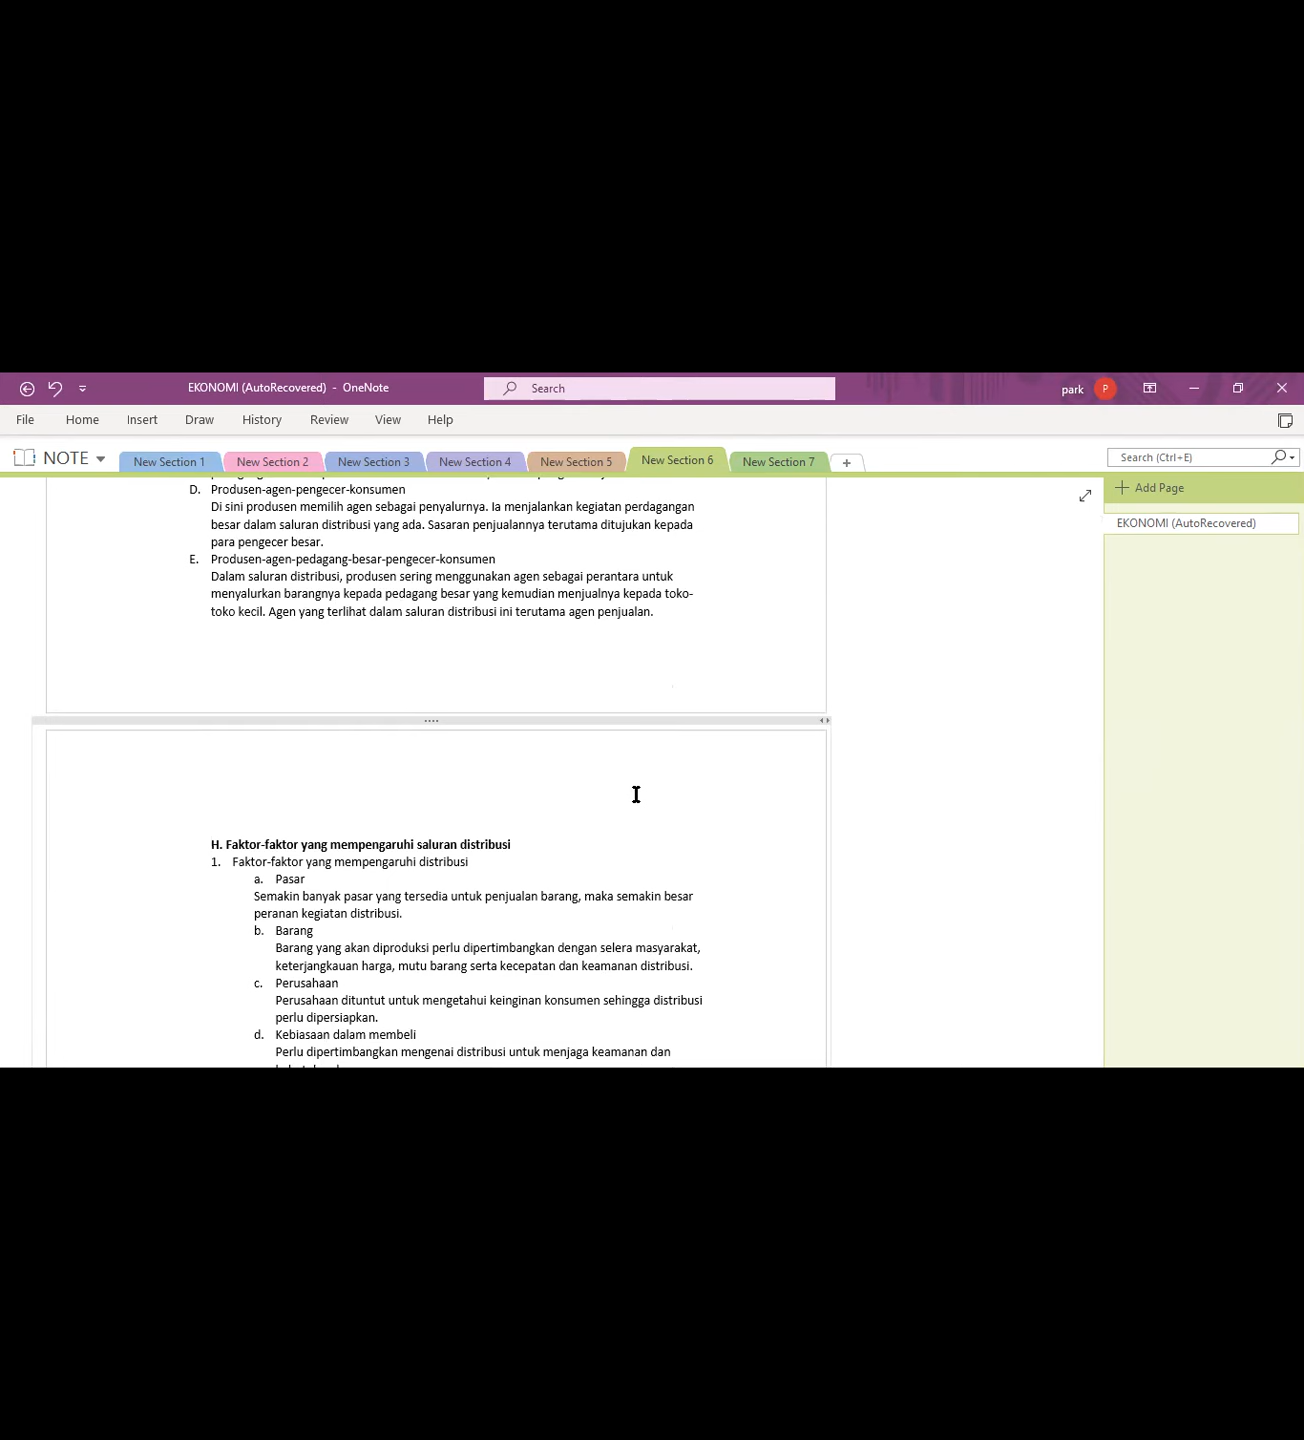 EKONOMI (AutoRecovered) - OneNote
Search
park
P
File Home Insert Draw History Review View Help
NOTE
New Section 1
New Section 2
New Section 3
New Section 4
New Section 5
New Section 6
New Section 7
Search (Ctrl+E)
Add Page
EKONOMI (AutoRecovered)
D. Produsen-agen-pengecer-konsumen
Di sini produsen memilih agen sebagai penyalurnya. Ia menjalankan kegiatan perdagangan
besar dalam saluran distribusi yang ada. Sasaran penjualannya terutama ditujukan kepada
para pengecer besar.
E. Produsen-agen-pedagang-besar-pengecer-konsumen
Dalam saluran distribusi, produsen sering menggunakan agen sebagai perantara untuk
menyalurkan barangnya kepada pedagang besar yang kemudian menjualnya kepada toko-
toko kecil. Agen yang terlihat dalam saluran distribusi ini terutama agen penjualan.
H. Faktor-faktor yang mempengaruhi saluran distribusi
1. Faktor-faktor yang mempengaruhi distribusi
a. Pasar
Semakin banyak pasar yang tersedia untuk penjualan barang, maka semakin besar
peranan kegiatan distribusi.
b. Barang
Barang yang akan diproduksi perlu dipertimbangkan dengan selera masyarakat,
keterjangkauan harga, mutu barang serta kecepatan dan keamanan distribusi.
c. Perusahaan
Perusahaan dituntut untuk mengetahui keinginan konsumen sehingga distribusi
perlu dipersiapkan.
d. Kebiasaan dalam membeli
Perlu dipertimbangkan mengenai distribusi untuk menjaga keamanan dan